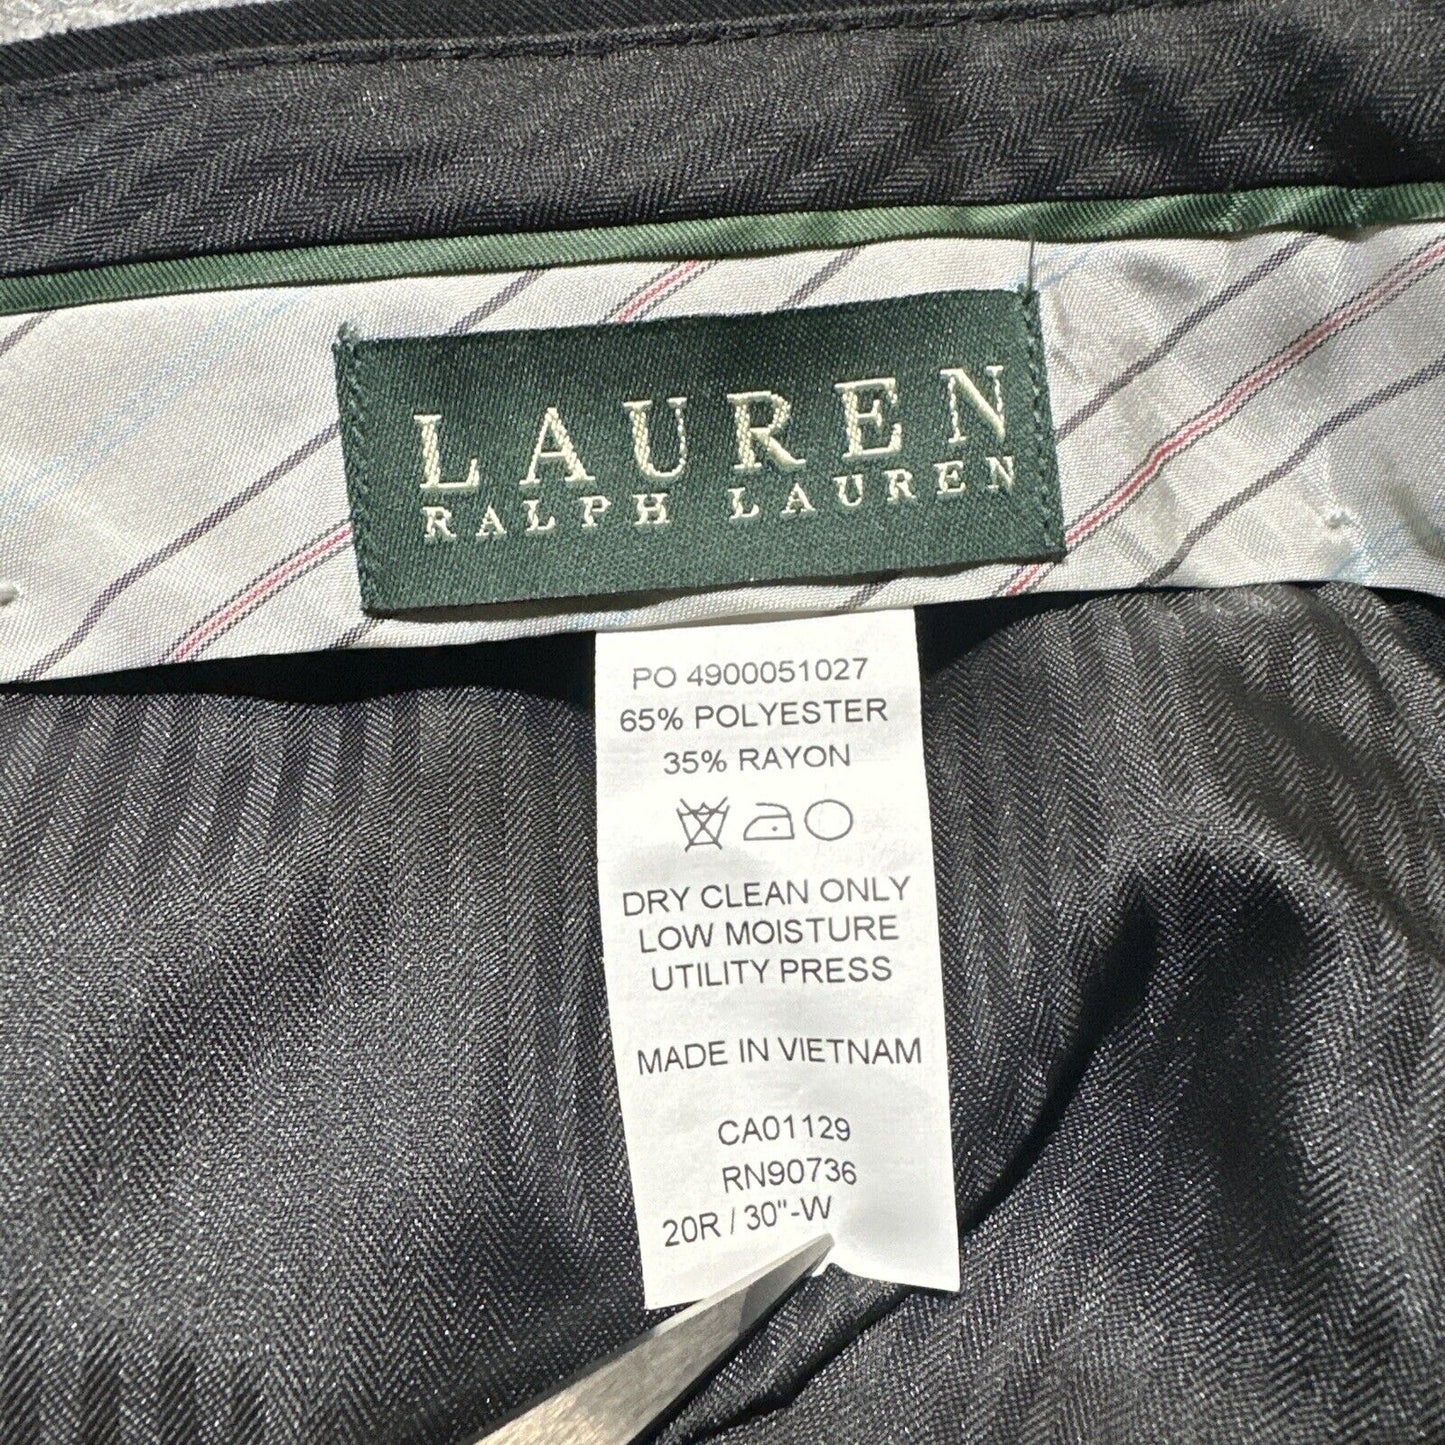 LAUREN
RALPH LAUREN
PO 4900051027
65% POLYESTER
35% RAYON
DRY CLEAN ONLY
LOW MOISTURE
UTILITY PRESS
MADE IN VIETNAM
CA01129
RN90736
20R / 30"-W